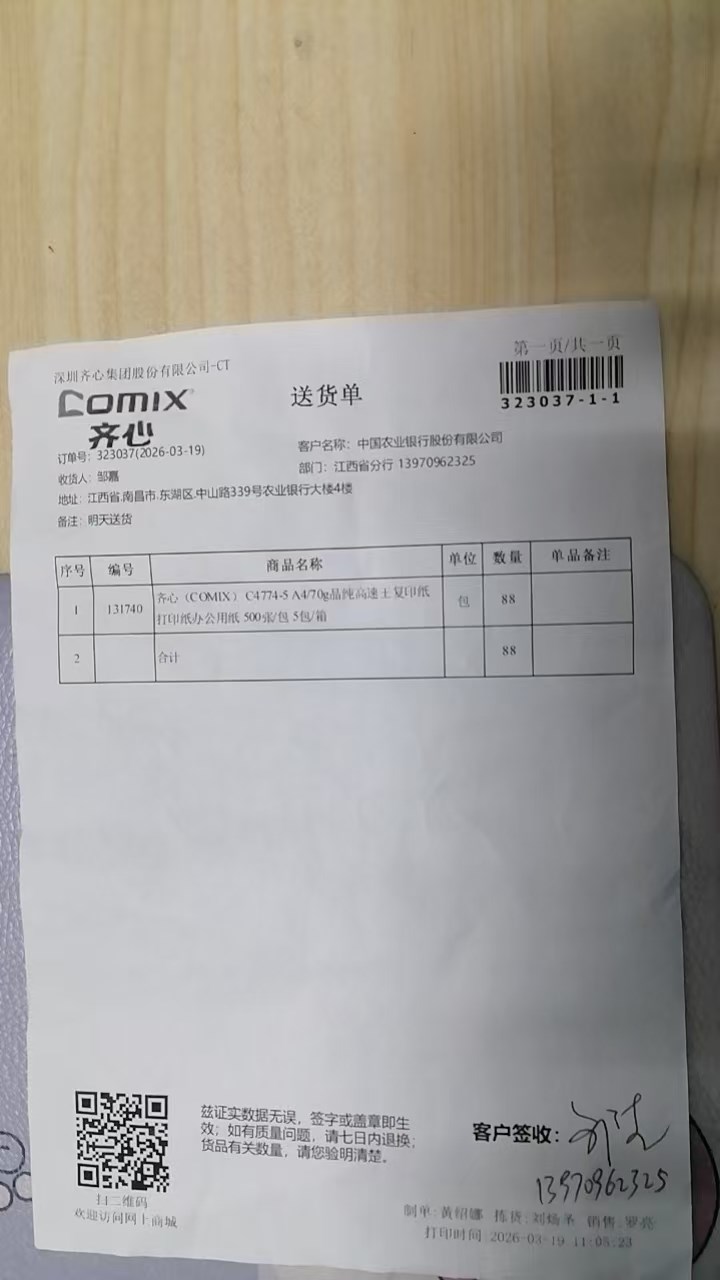 深圳齐心集团股份有限公司-CT
第一页/共一页
COMIX
齐心
送货单
323037-1-1
订单号：323037(2026-03-19)
客户名称：中国农业银行股份有限公司
收货人：邹嘉
部门：江西省分行 13970962325
地址：江西省.南昌市.东湖区.中山路339号农业银行大楼4楼
备注：明天送货
序号 编号 商品名称 单位 数量 单品备注
1 131740 齐心（COMIX） C4774-5 A4/70g晶纯高速王复印纸 包 88
打印纸办公用纸 500张/包 5包/箱
2 合计 88
兹证实数据无误，签字或盖章即生
效；如有质量问题，请七日内退换；
货品有关数量，请您验明清楚。
客户签收：
13970962325
扫二维码
欢迎访问网上商城
制单:黄绍娜 拣货:刘炀 销售:罗亮
打印时间:2026-03-19 11:05:23